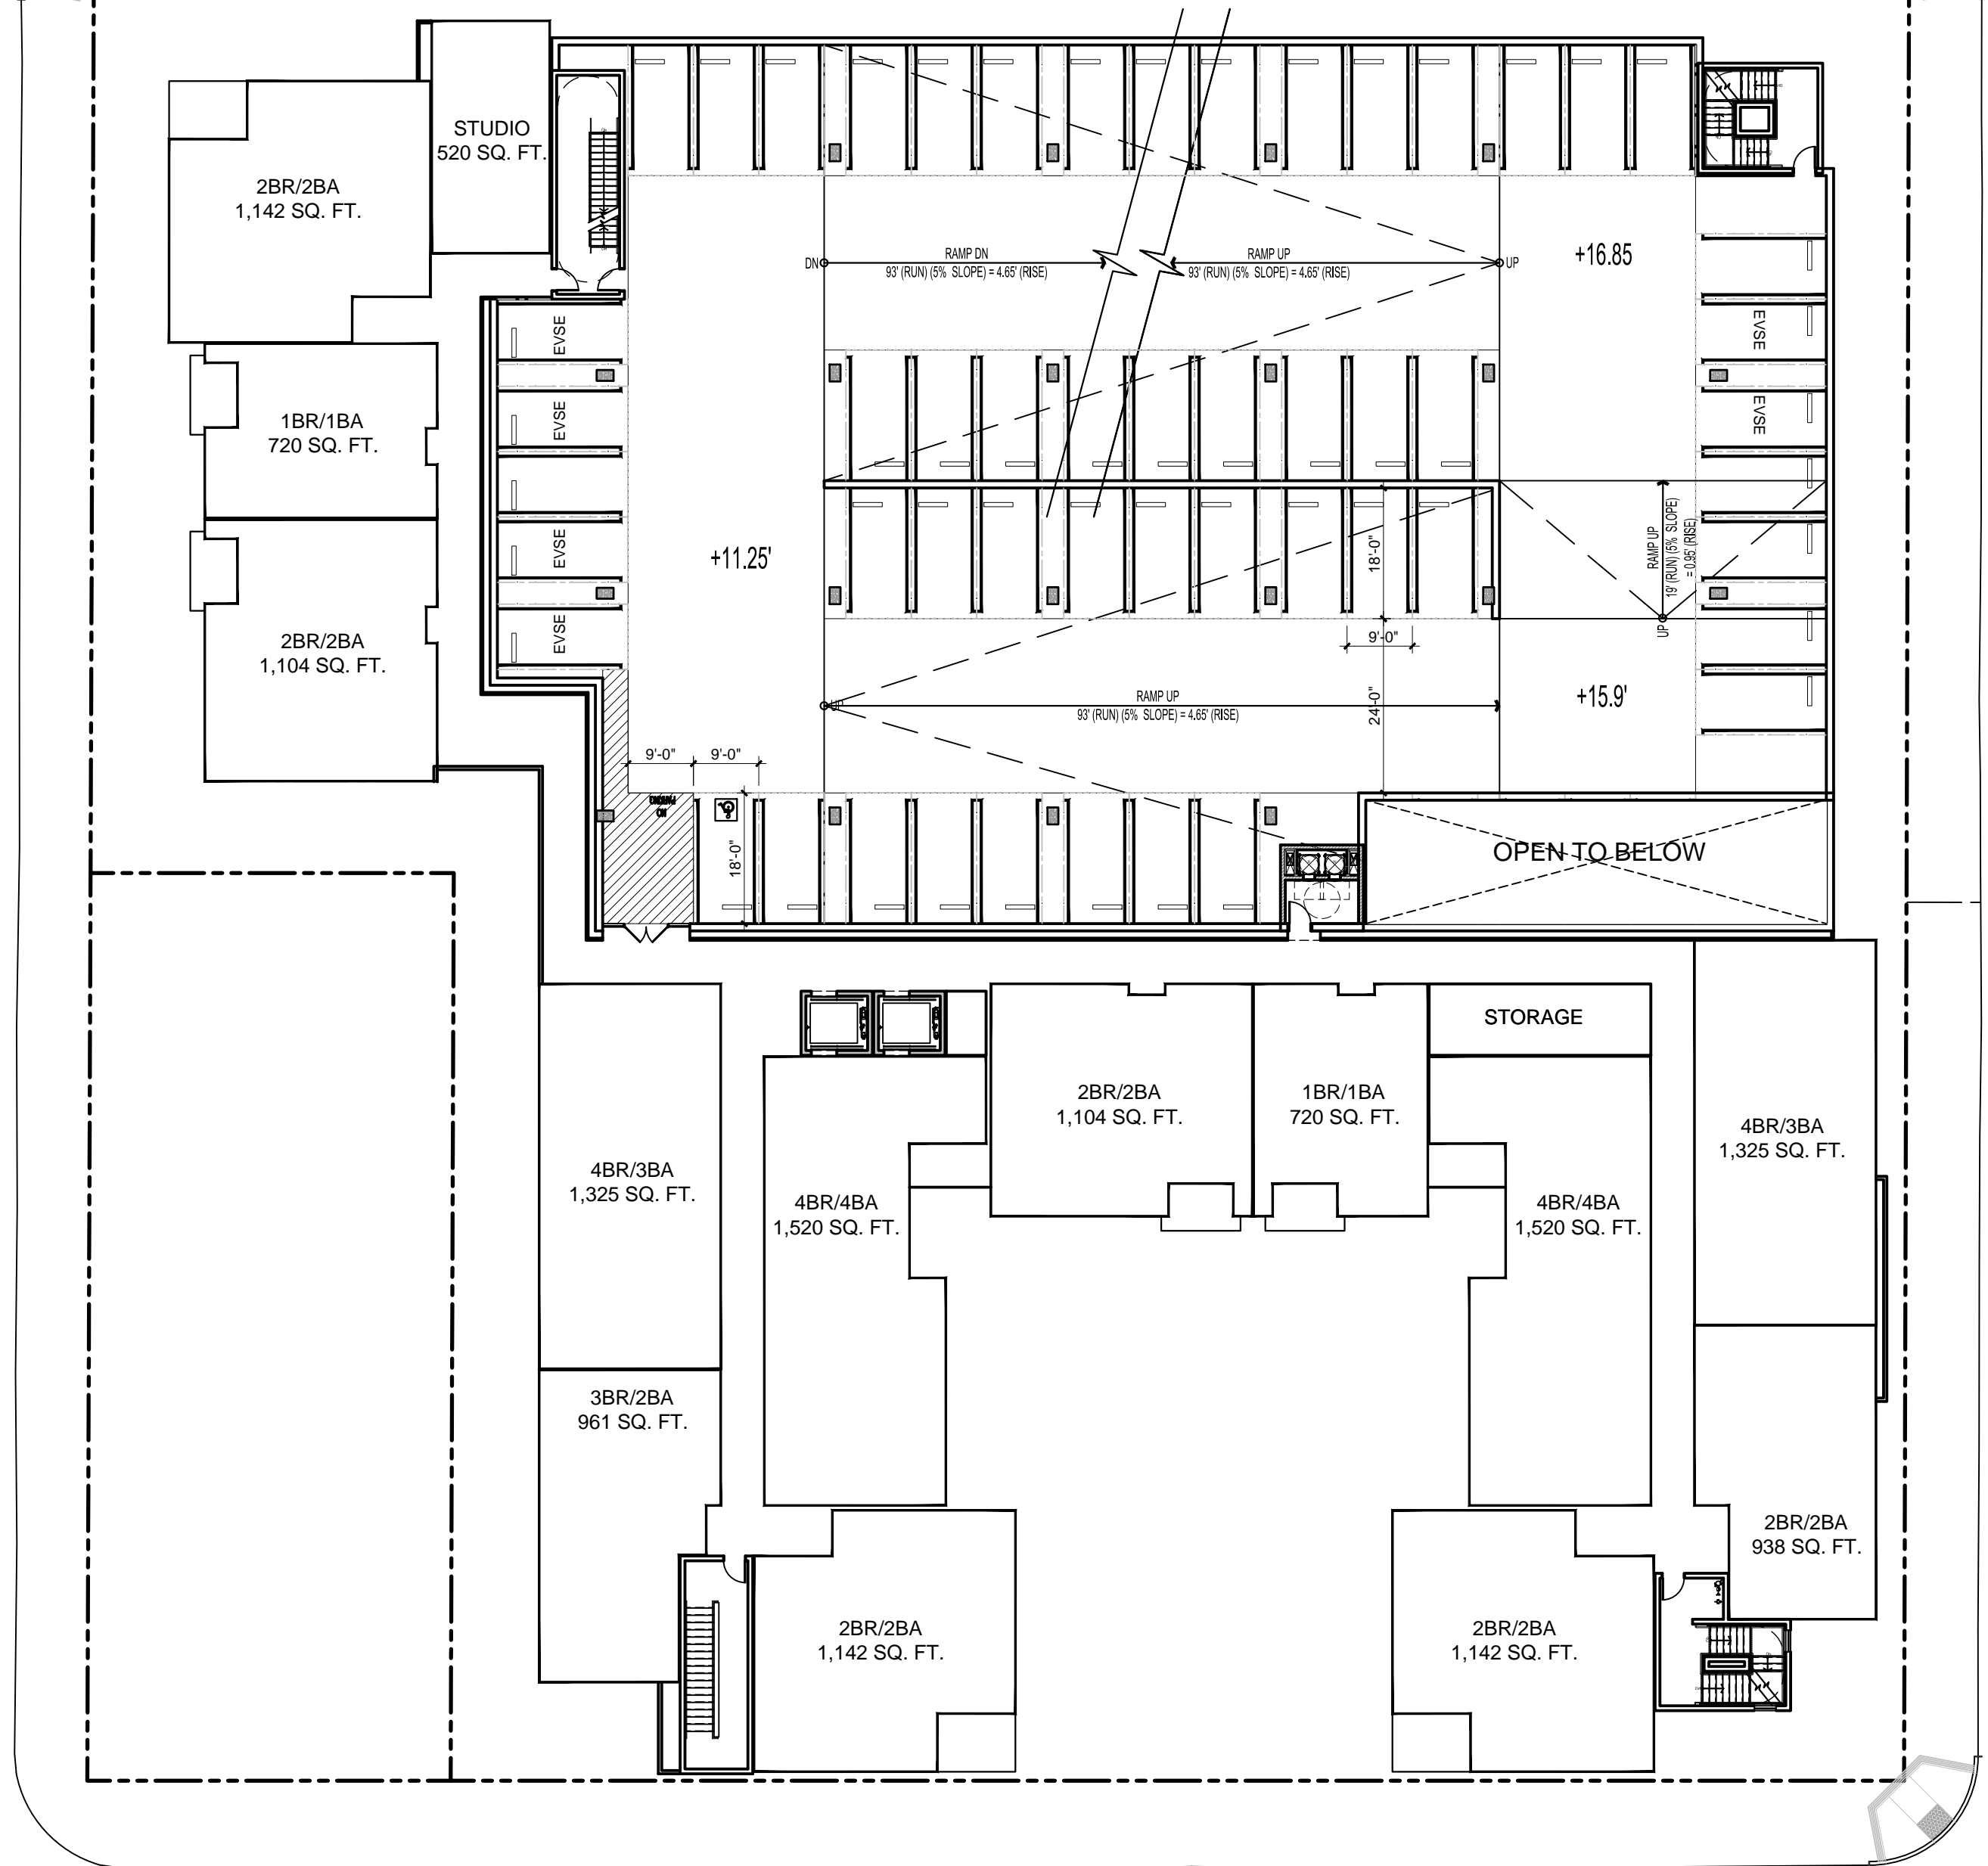 STUDIO
520 SQ. FT.
2BR/2BA
1,142 SQ. FT.
1BR/1BA
720 SQ. FT.
2BR/2BA
1,104 SQ. FT.
EVSE
EVSE
EVSE
EVSE
DN
RAMP DN
93' (RUN) (5% SLOPE) = 4.65' (RISE)
RAMP UP
93' (RUN) (5% SLOPE) = 4.65' (RISE)
UP
+16.85
EVSE
EVSE
+11.25'
18'-0"
RAMP UP
19' (RUN) (5% SLOPE)
= 0.95' (RISE)
UP
9'-0"
24'-0"
UP
RAMP UP
93' (RUN) (5% SLOPE) = 4.65' (RISE)
+15.9'
9'-0"
9'-0"
NO
PARKING
18'-0"
OPEN TO BELOW
STORAGE
2BR/2BA
1,104 SQ. FT.
1BR/1BA
720 SQ. FT.
4BR/3BA
1,325 SQ. FT.
4BR/3BA
1,325 SQ. FT.
4BR/4BA
1,520 SQ. FT.
4BR/4BA
1,520 SQ. FT.
3BR/2BA
961 SQ. FT.
2BR/2BA
938 SQ. FT.
2BR/2BA
1,142 SQ. FT.
2BR/2BA
1,142 SQ. FT.